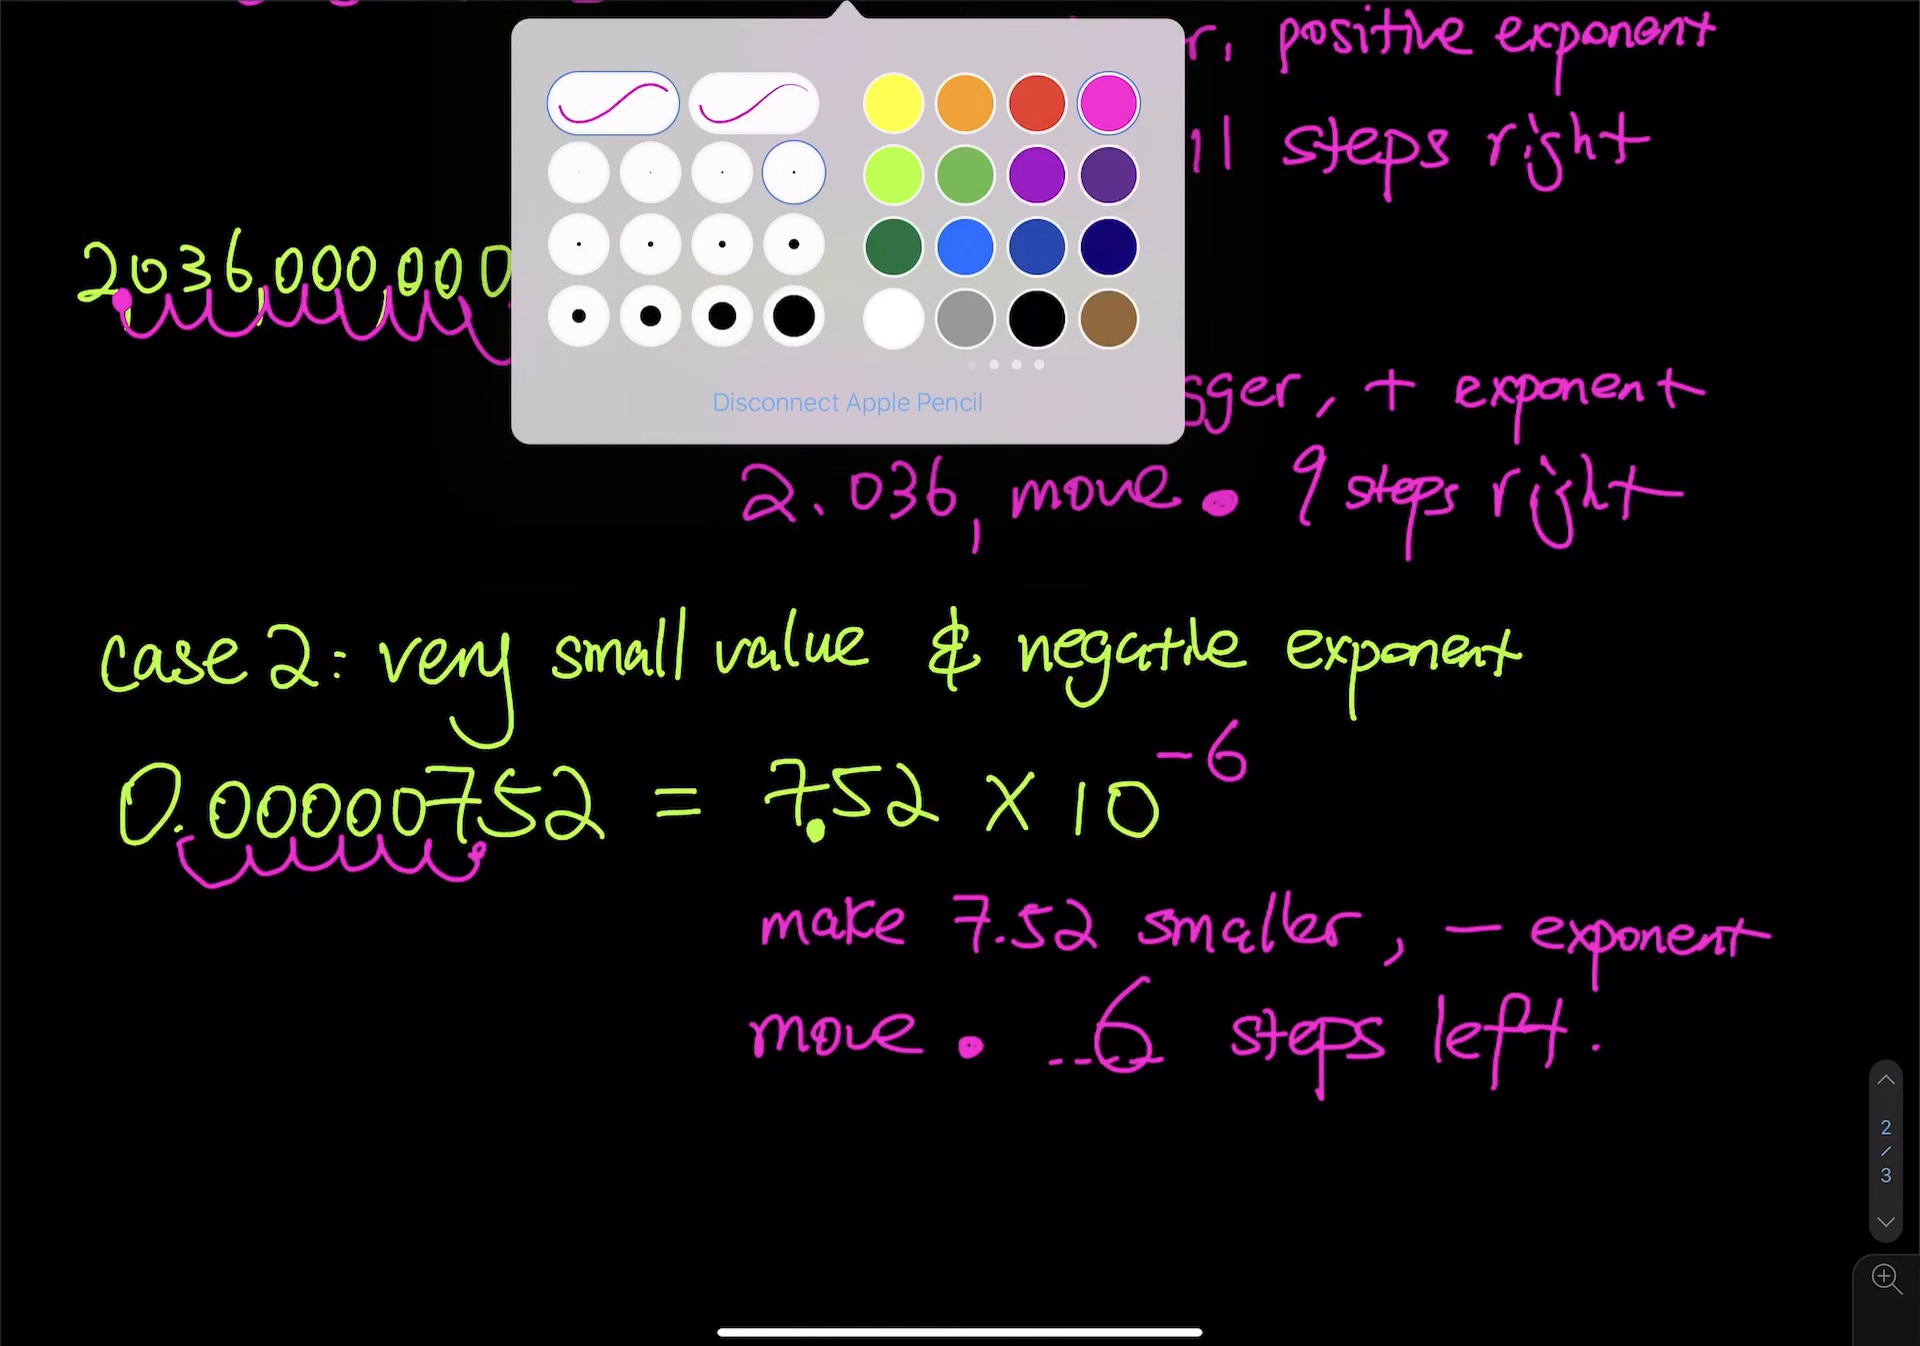 r, positive exponent
11 steps right
2036,000,000
Disconnect Apple Pencil
gger, + exponent
2.036, move . 9 steps right
case 2: very small value & negative exponent
0.00000752 = 7.52 × 10⁻⁶
make 7.52 smaller, − exponent
move . 6 steps left.
2
/
3